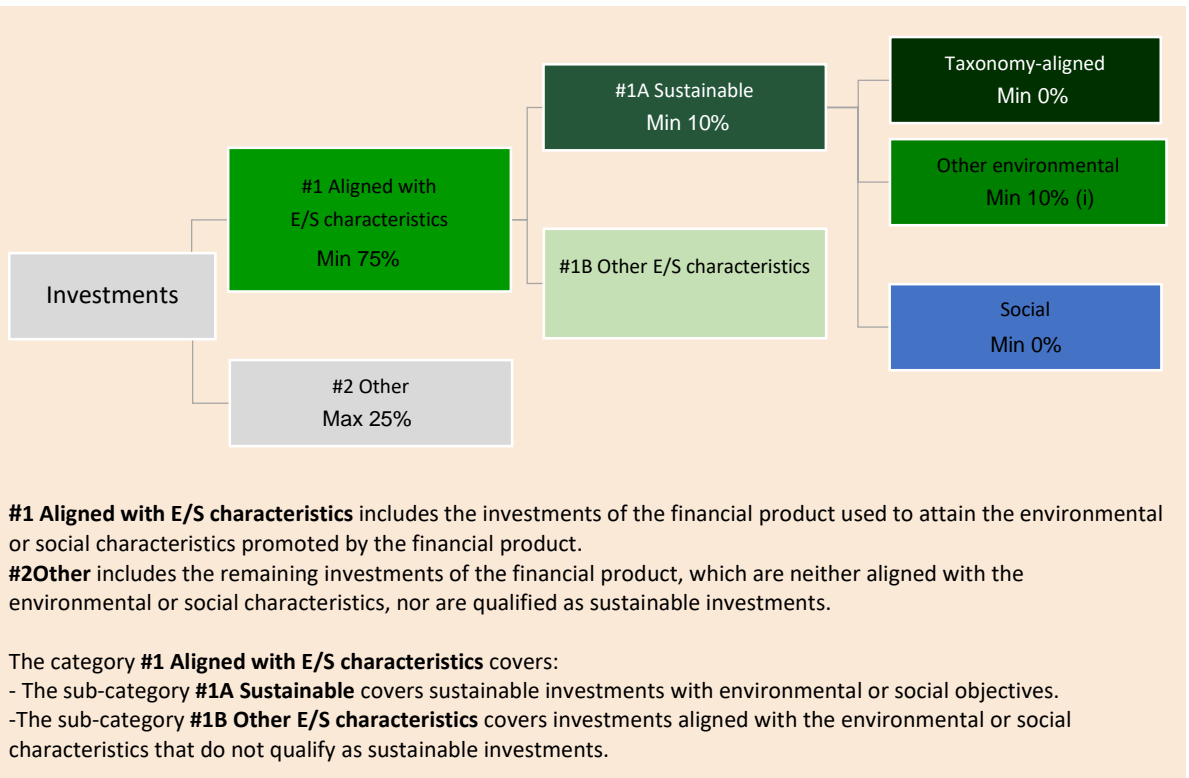 Investments
#1 Aligned with
E/S characteristics
Min 75%
#2 Other
Max 25%
#1A Sustainable
Min 10%
#1B Other E/S characteristics
Taxonomy-aligned
Min 0%
Other environmental
Min 10% (i)
Social
Min 0%
#1 Aligned with E/S characteristics includes the investments of the financial product used to attain the environmental
or social characteristics promoted by the financial product.
#2Other includes the remaining investments of the financial product, which are neither aligned with the
environmental or social characteristics, nor are qualified as sustainable investments.
The category #1 Aligned with E/S characteristics covers:
- The sub-category #1A Sustainable covers sustainable investments with environmental or social objectives.
-The sub-category #1B Other E/S characteristics covers investments aligned with the environmental or social
characteristics that do not qualify as sustainable investments.